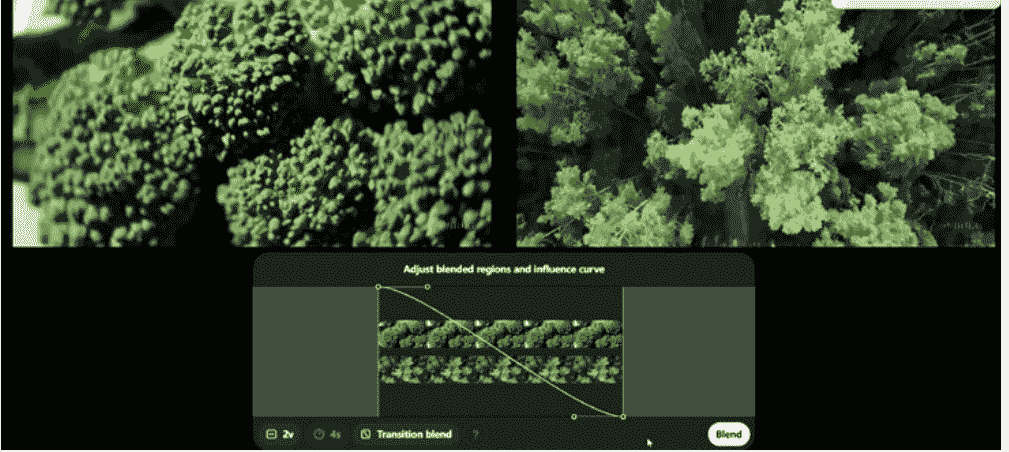 Adjust blended regions and influence curve
2v 4s Transition blend ? Blend